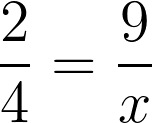 2/4 = 9/x